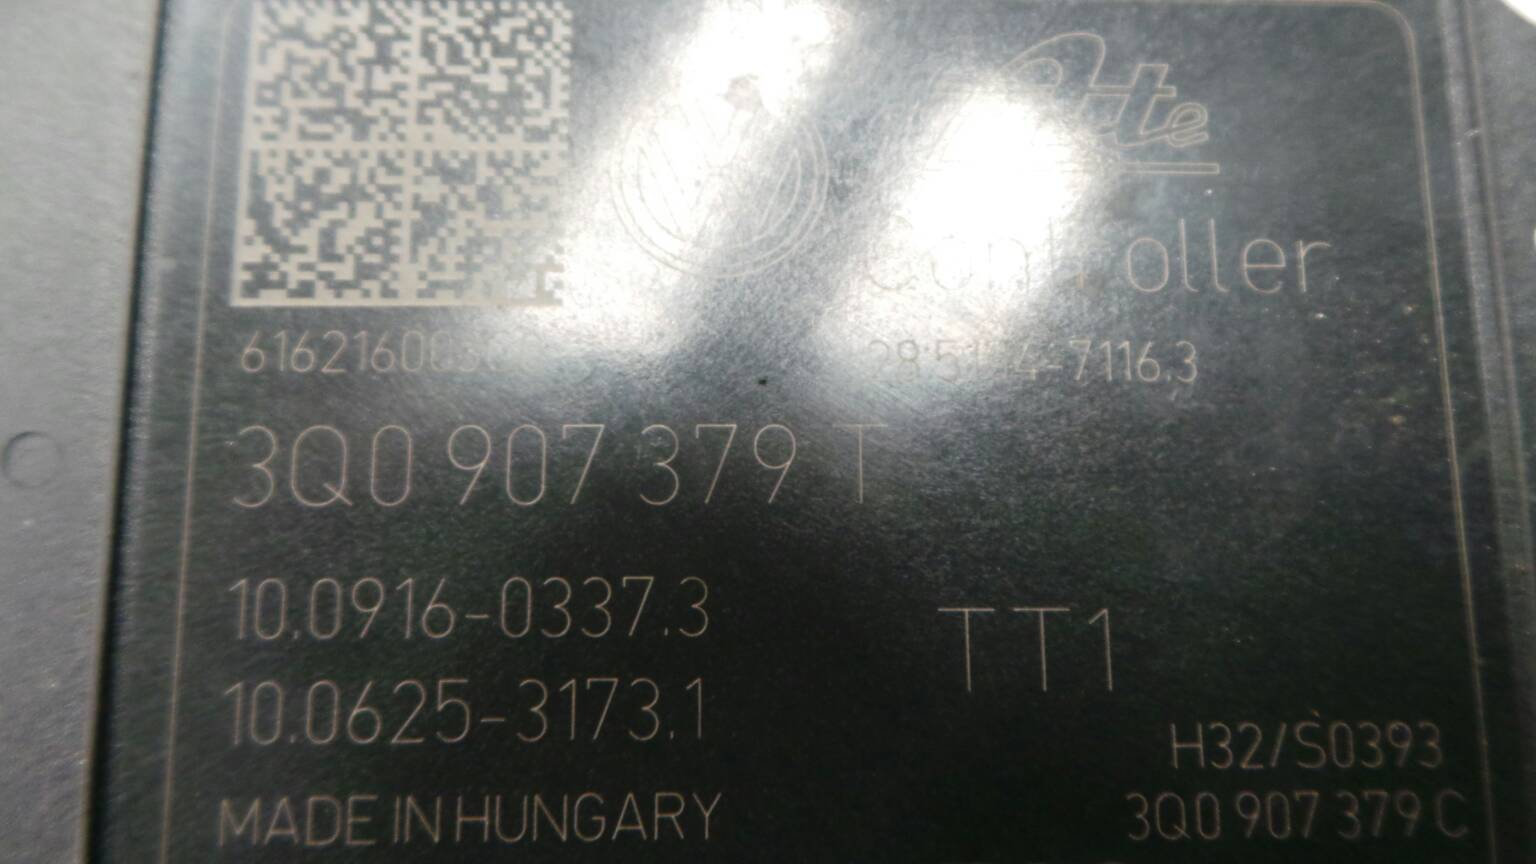 Ate
Controller
3Q0 907 379 T
10.0916-0337.3
TT1
10.0625-3173.1
H32/S0393
MADE IN HUNGARY
3Q0 907 379 C